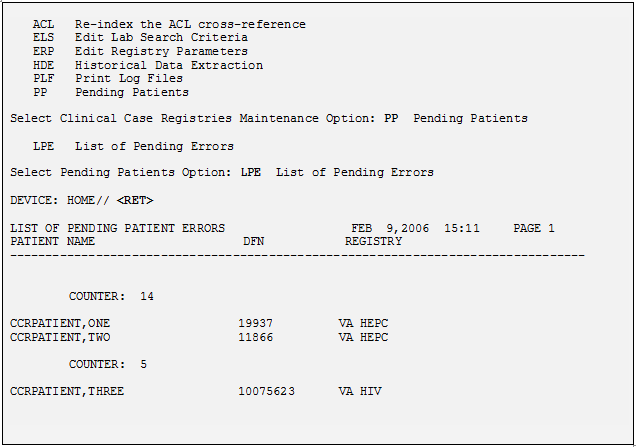 ACL   Re-index the ACL cross-reference
ELS   Edit Lab Search Criteria
ERP   Edit Registry Parameters
HDE   Historical Data Extraction
PLF   Print Log Files
PP    Pending Patients
Select Clinical Case Registries Maintenance Option: PP  Pending Patients
LPE   List of Pending Errors
Select Pending Patients Option: LPE  List of Pending Errors
DEVICE: HOME// <RET>
LIST OF PENDING PATIENT ERRORS                  FEB  9,2006  15:11     PAGE 1
PATIENT NAME                     DFN            REGISTRY
--------------------------------------------------------------------------------
COUNTER:  14
CCRPATIENT,ONE                  19937         VA HEPC
CCRPATIENT,TWO                  11866         VA HEPC
COUNTER:  5
CCRPATIENT,THREE                10075623      VA HIV